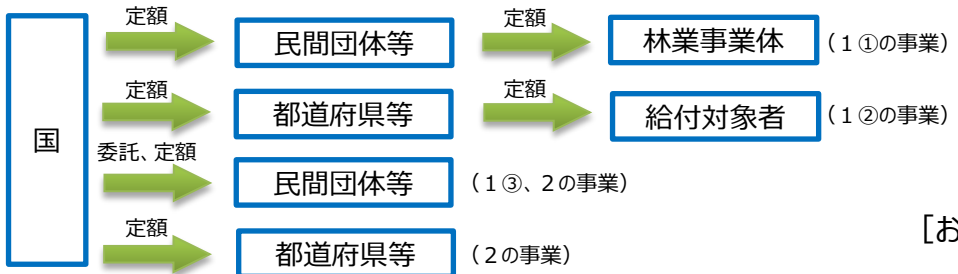 国
定額
民間団体等
定額
林業事業体
（１①の事業）
定額
都道府県等
定額
給付対象者
（１②の事業）
委託、定額
民間団体等
（１③、２の事業）
定額
都道府県等
（２の事業）
［お